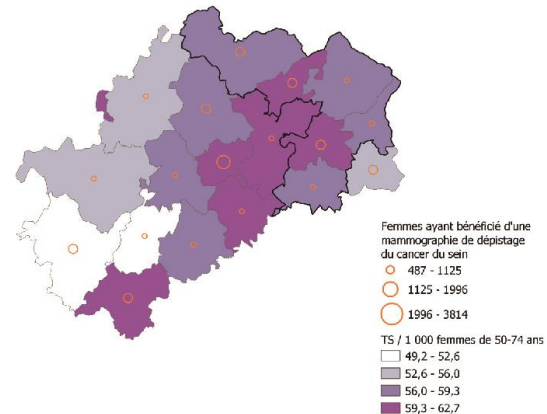 Femmes ayant bénéficié d'une
mammographie de dépistage
du cancer du sein
487 - 1125
1125 - 1996
1996 - 3814
TS / 1 000 femmes de 50-74 ans
49,2 - 52,6
52,6 - 56,0
56,0 - 59,3
59,3 - 62,7